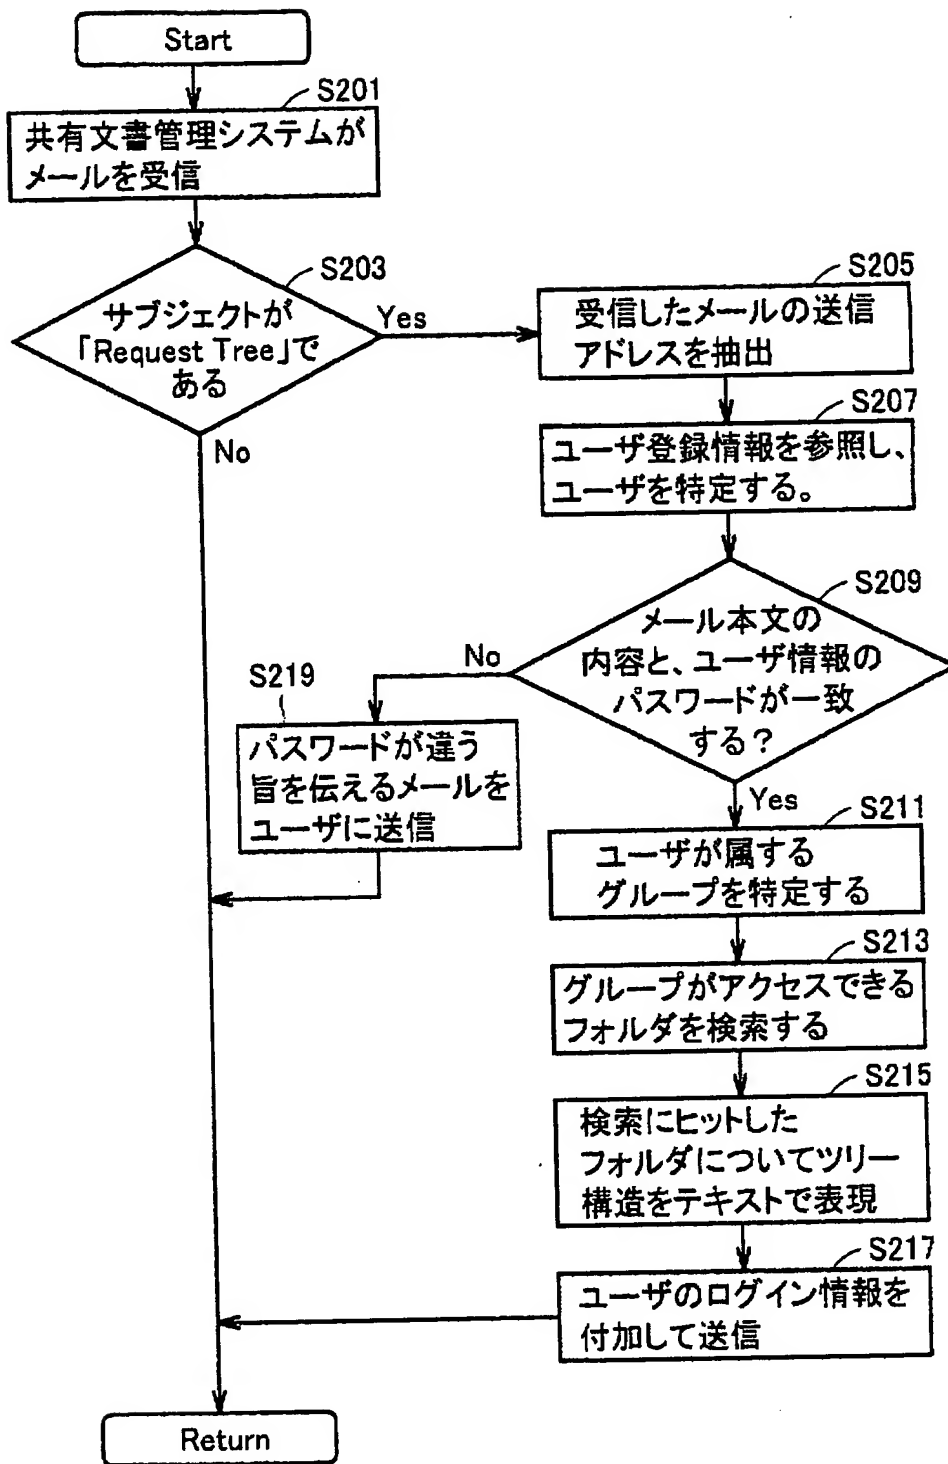 Start
S201
共有文書管理システムが
メールを受信
S203
サブジェクトが
「Request Tree」で
ある
Yes
No
S205
受信したメールの送信
アドレスを抽出
S207
ユーザ登録情報を参照し、
ユーザを特定する。
S209
メール本文の
内容と、ユーザ情報の
パスワードが一致
する?
No
Yes
S219
パスワードが違う
旨を伝えるメールを
ユーザに送信
S211
ユーザが属する
グループを特定する
S213
グループがアクセスできる
フォルダを検索する
S215
検索にヒットした
フォルダについてツリー
構造をテキストで表現
S217
ユーザのログイン情報を
付加して送信
Return